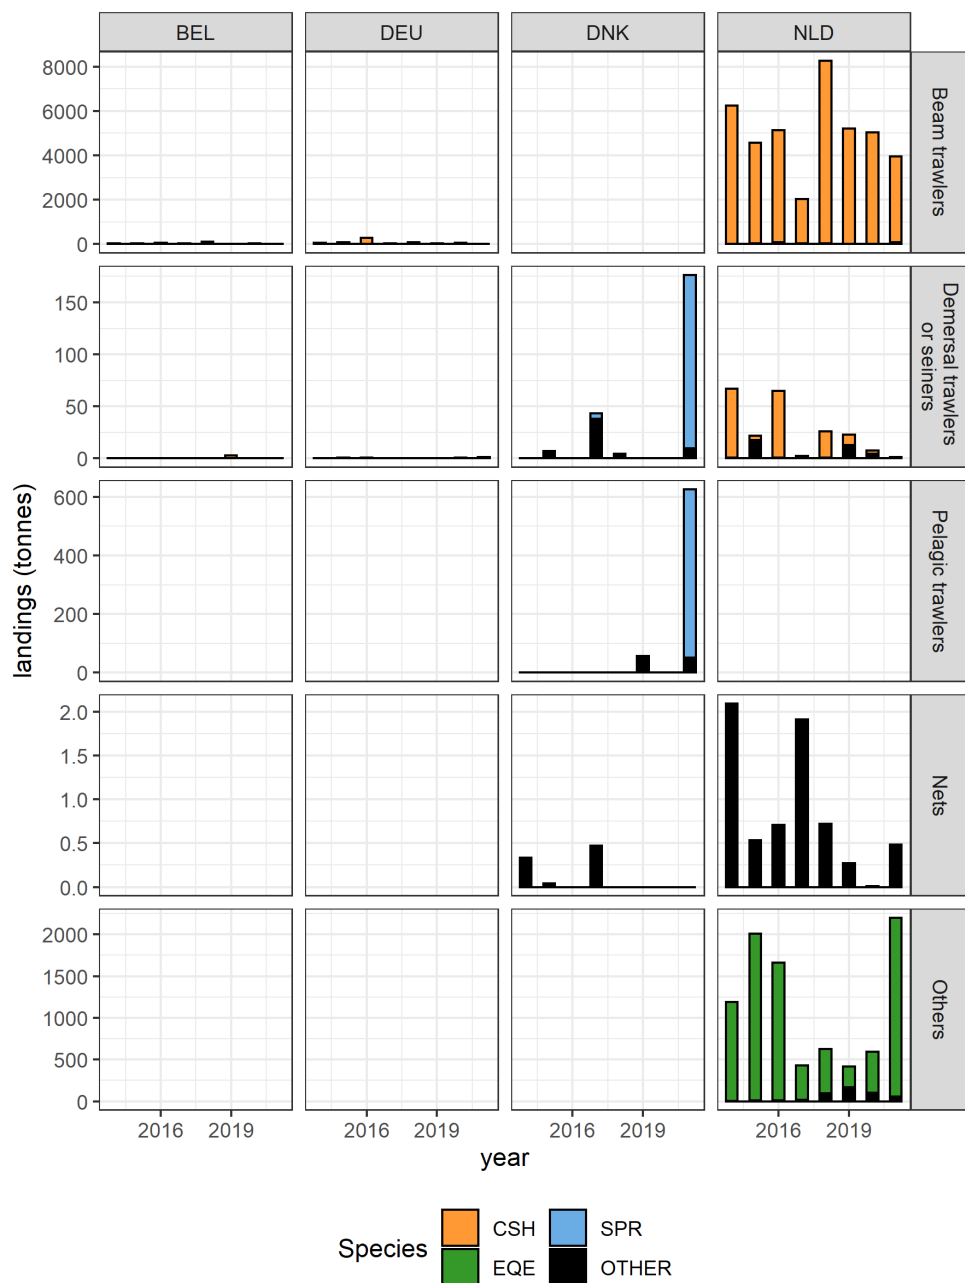 BEL DEU DNK NLD
8000
6000
4000
2000
0
Beam trawlers
150
100
50
0
Demersal trawlers
or seiners
600
400
200
0
Pelagic trawlers
2.0
1.5
1.0
0.5
0.0
Nets
2000
1500
1000
500
0
Others
landings (tonnes)
2016 2019 2016 2019 2016 2019 2016 2019
year
Species
CSH SPR
EQE OTHER